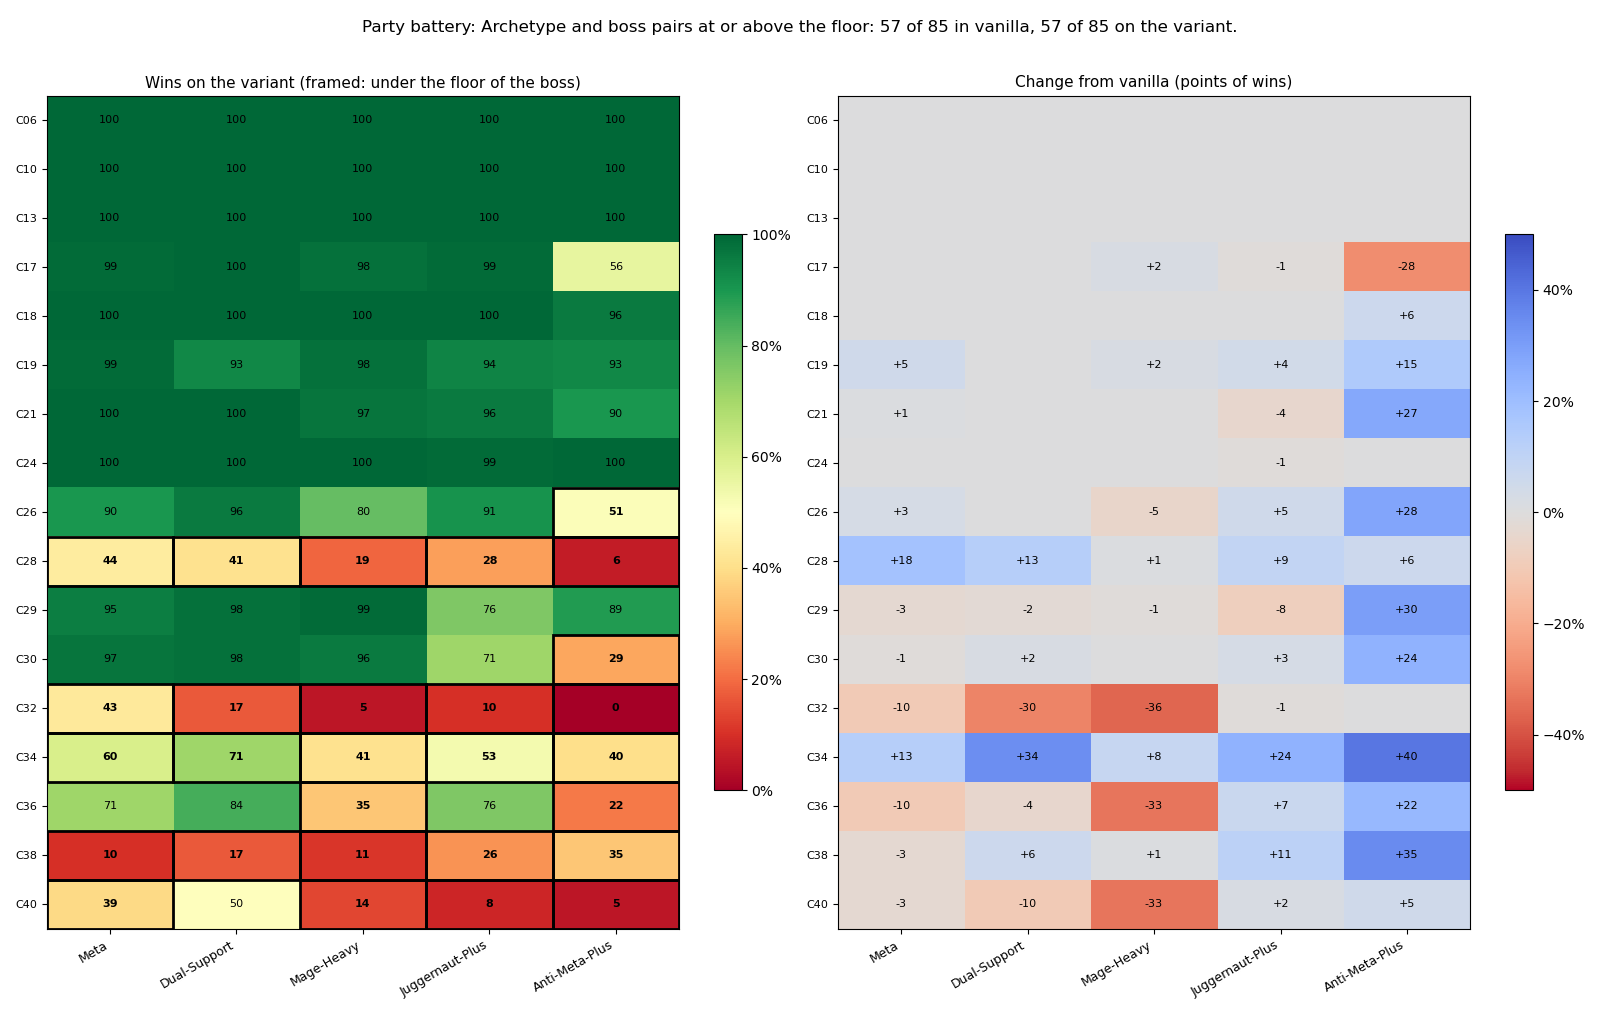 Party battery: Archetype and boss pairs at or above the floor: 57 of 85 in vanilla, 57 of 85 on the variant.
Wins on the variant (framed: under the floor of the boss)
C06 100 100 100 100 100
C10 100 100 100 100 100
C13 100 100 100 100 100
C17 99 100 98 99 56
C18 100 100 100 100 96
C19 99 93 98 94 93
C21 100 100 97 96 90
C24 100 100 100 99 100
C26 90 96 80 91 51
C28 44 41 19 28 6
C29 95 98 99 76 89
C30 97 98 96 71 29
C32 43 17 5 10 0
C34 60 71 41 53 40
C36 71 84 35 76 22
C38 10 17 11 26 35
C40 39 50 14 8 5
Meta Dual-Support Mage-Heavy Juggernaut-Plus Anti-Meta-Plus
100%
80%
60%
40%
20%
0%
Change from vanilla (points of wins)
C06
C10
C13
C17 +2 -1 -28
C18 +6
C19 +5 +2 +4 +15
C21 +1 -4 +27
C24 -1
C26 +3 -5 +5 +28
C28 +18 +13 +1 +9 +6
C29 -3 -2 -1 -8 +30
C30 -1 +2 +3 +24
C32 -10 -30 -36 -1
C34 +13 +34 +8 +24 +40
C36 -10 -4 -33 +7 +22
C38 -3 +6 +1 +11 +35
C40 -3 -10 -33 +2 +5
Meta Dual-Support Mage-Heavy Juggernaut-Plus Anti-Meta-Plus
40%
20%
0%
−20%
−40%